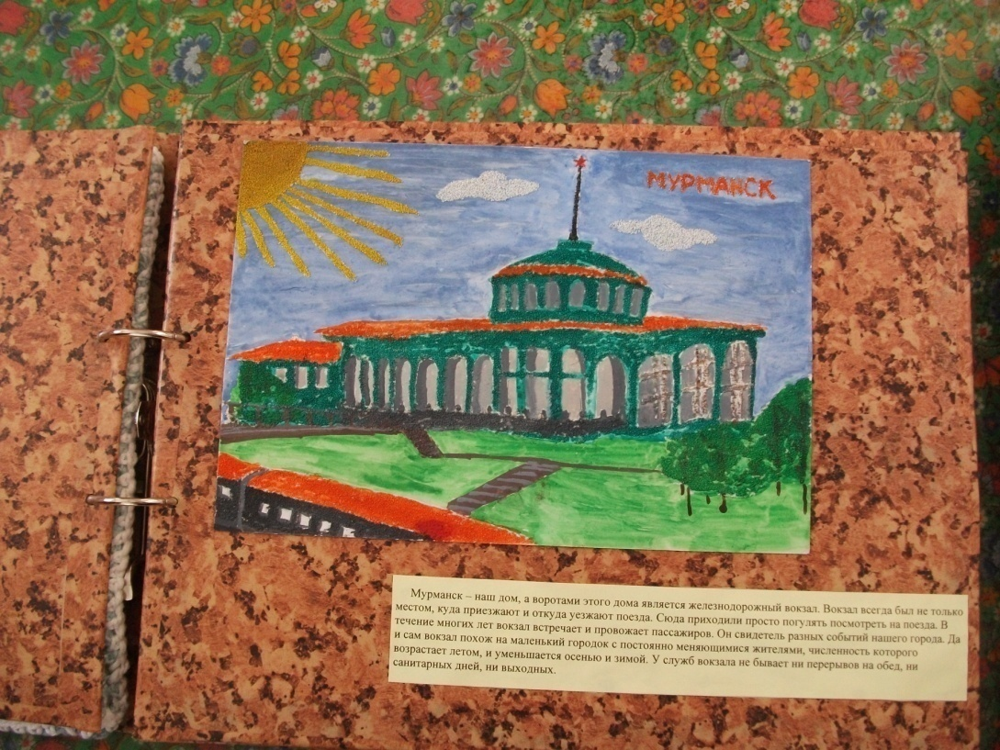 МУРМАНСК
Мурманск – наш дом, а воротами этого дома является железнодорожный вокзал. Вокзал всегда был не только
местом, куда приезжают и откуда уезжают поезда. Сюда приходили просто погулять посмотреть на поезда. В
течение многих лет вокзал встречает и провожает пассажиров. Он свидетель разных событий нашего города. Да
и сам вокзал похож на маленький городок с постоянно меняющимися жителями, численность которого
возрастает летом, и уменьшается осенью и зимой. У служб вокзала не бывает ни перерывов на обед, ни
санитарных дней, ни выходных.